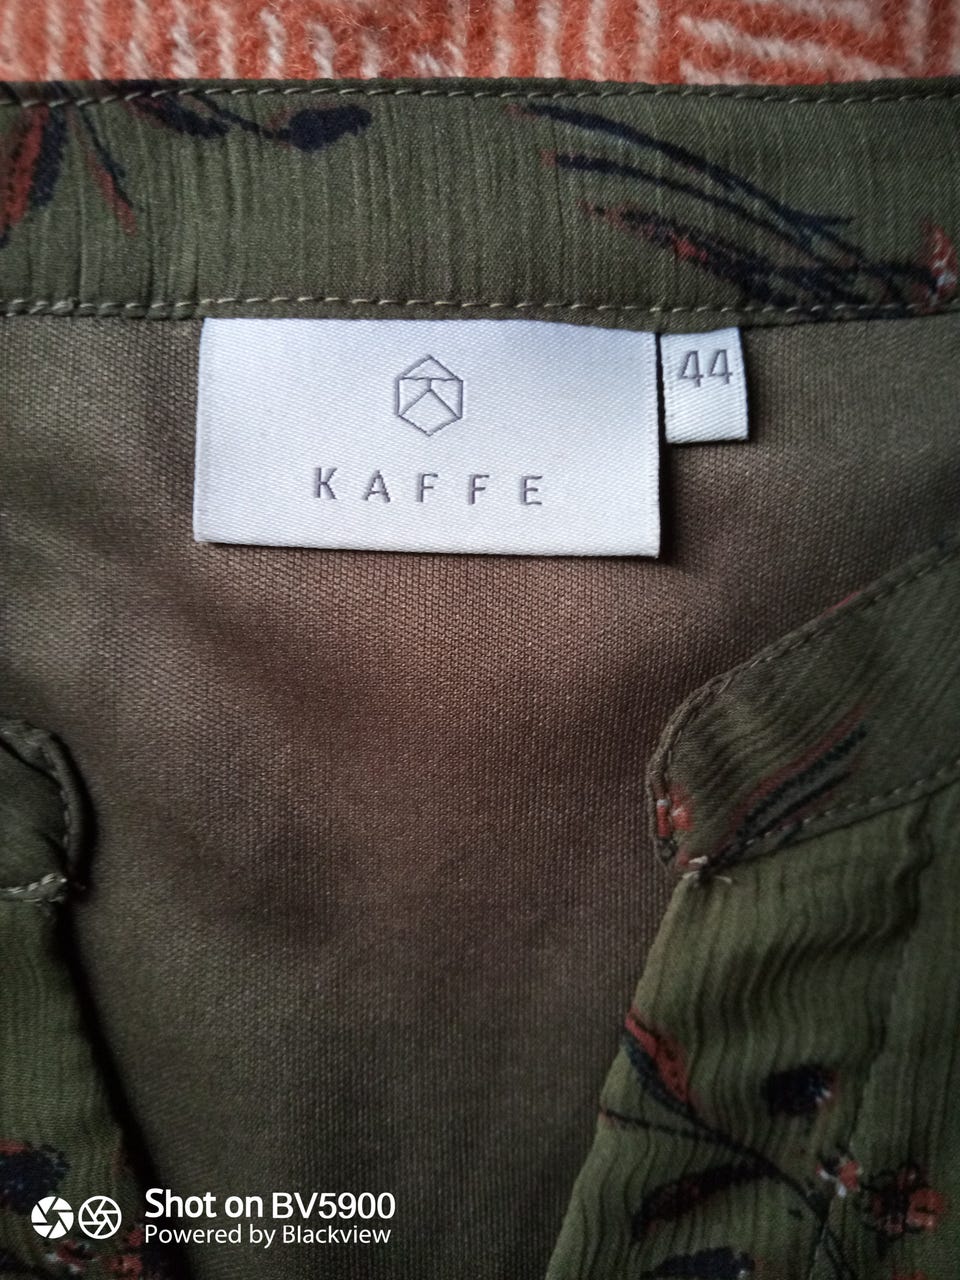 KAFFE
44
Shot on BV5900
Powered by Blackview